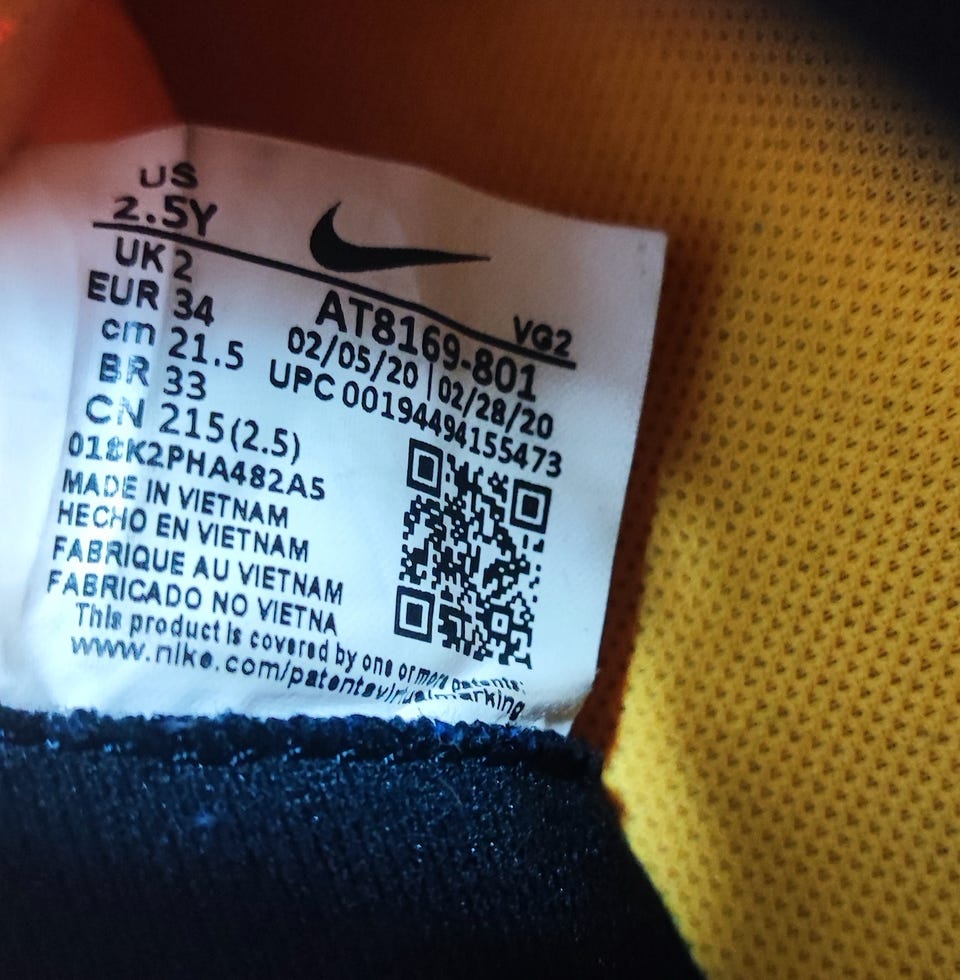 US
2.5Y
UK 2
EUR 34
cm 21.5
BR 33
CN 215(2.5)
VG2
AT8169-801
02/05/20 | 02/28/20
UPC 00194494155473
018K2PHA482A5
MADE IN VIETNAM
HECHO EN VIETNAM
FABRIQUE AU VIETNAM
FABRICADO NO VIETNA
This product is covered by one or more patents:
www.nike.com/patentsvirtualmarking